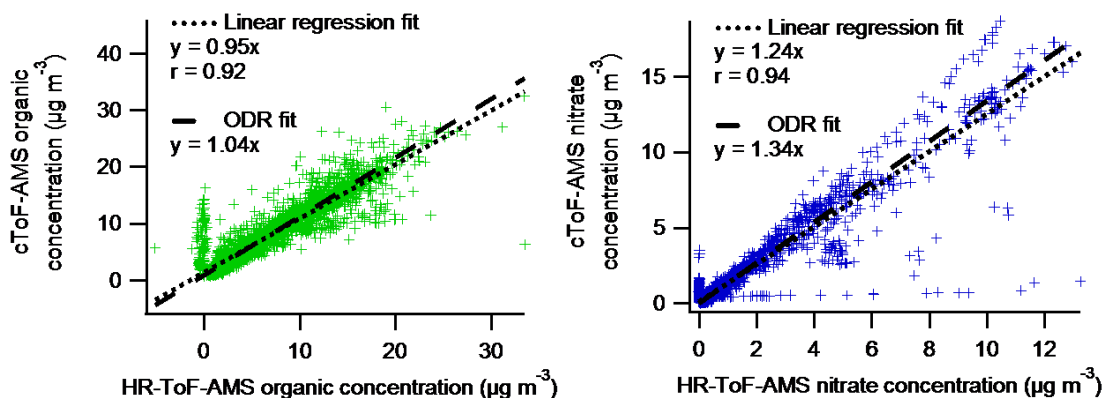 Linear regression fit
y = 0.95x
r = 0.92
ODR fit
y = 1.04x
cToF-AMS organic
concentration (µg m⁻³)
40
30
20
10
0
0 10 20 30
HR-ToF-AMS organic concentration (µg m⁻³)
Linear regression fit
y = 1.24x
r = 0.94
ODR fit
y = 1.34x
cToF-AMS nitrate
concentration (µg m⁻³)
15
10
5
0
0 2 4 6 8 10 12
HR-ToF-AMS nitrate concentration (µg m⁻³)